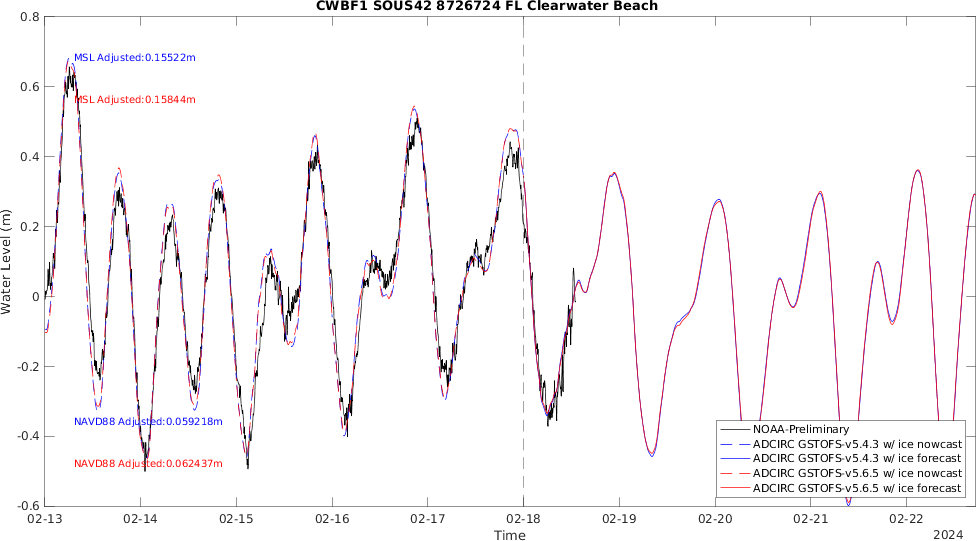 CWBF1 SOUS42 8726724 FL Clearwater Beach
0.8
0.6
0.4
0.2
0
-0.2
-0.4
-0.6
Water Level (m)
MSL Adjusted:0.15522m
MSL Adjusted:0.15844m
NAVD88 Adjusted:0.059218m
NAVD88 Adjusted:0.062437m
NOAA-Preliminary
ADCIRC GSTOFS-v5.4.3 w/ ice nowcast
ADCIRC GSTOFS-v5.4.3 w/ ice forecast
ADCIRC GSTOFS-v5.6.5 w/ ice nowcast
ADCIRC GSTOFS-v5.6.5 w/ ice forecast
02-13 02-14 02-15 02-16 02-17 02-18 02-19 02-20 02-21 02-22
Time
2024